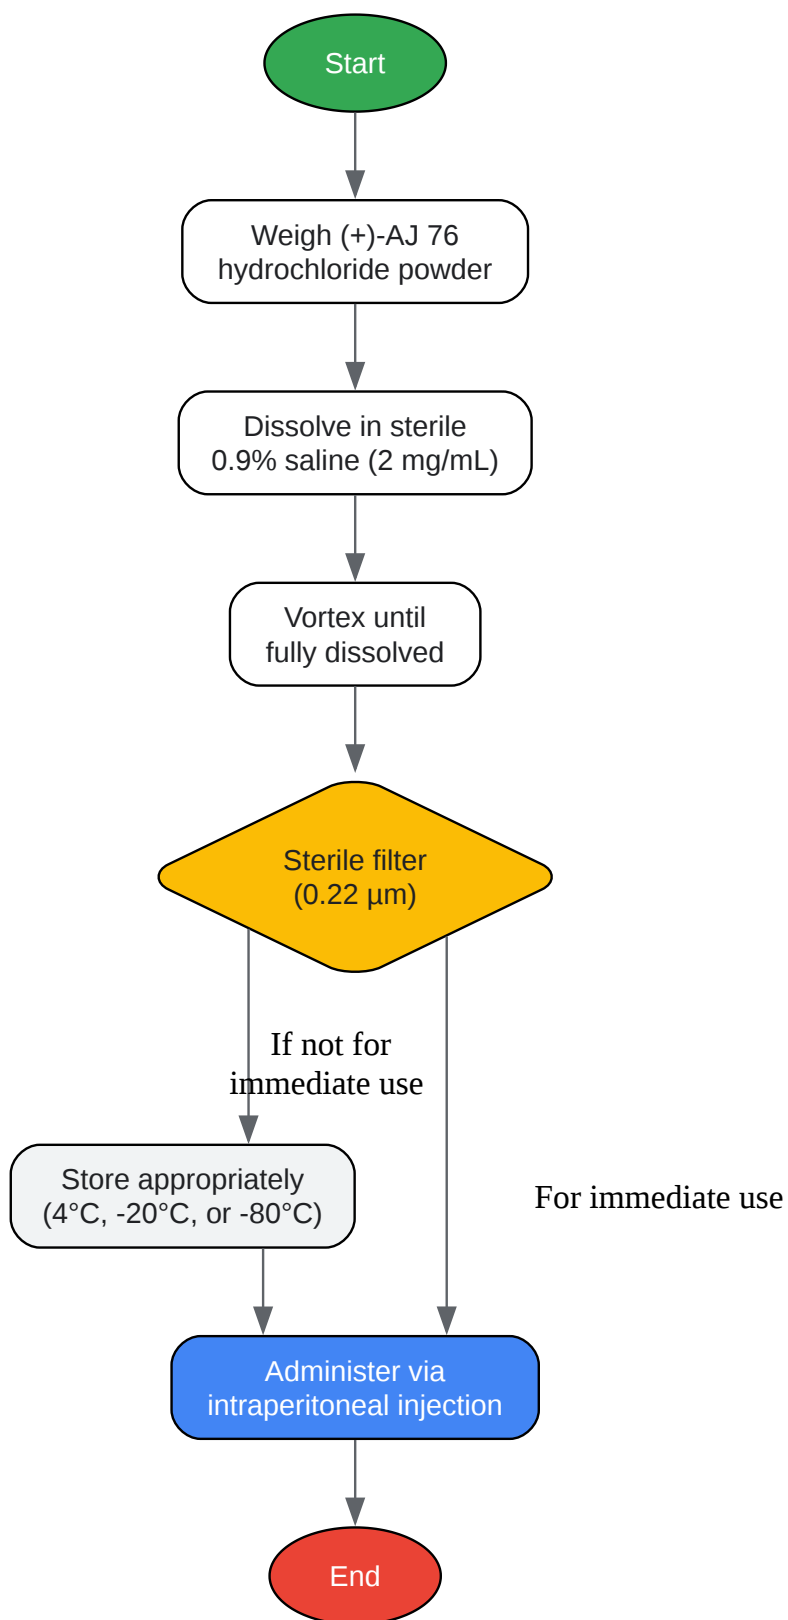 Start
Weigh (+)-AJ 76
hydrochloride powder
Dissolve in sterile
0.9% saline (2 mg/mL)
Vortex until
fully dissolved
Sterile filter
(0.22 µm)
If not for
immediate use
Store appropriately
(4°C, -20°C, or -80°C)
For immediate use
Administer via
intraperitoneal injection
End